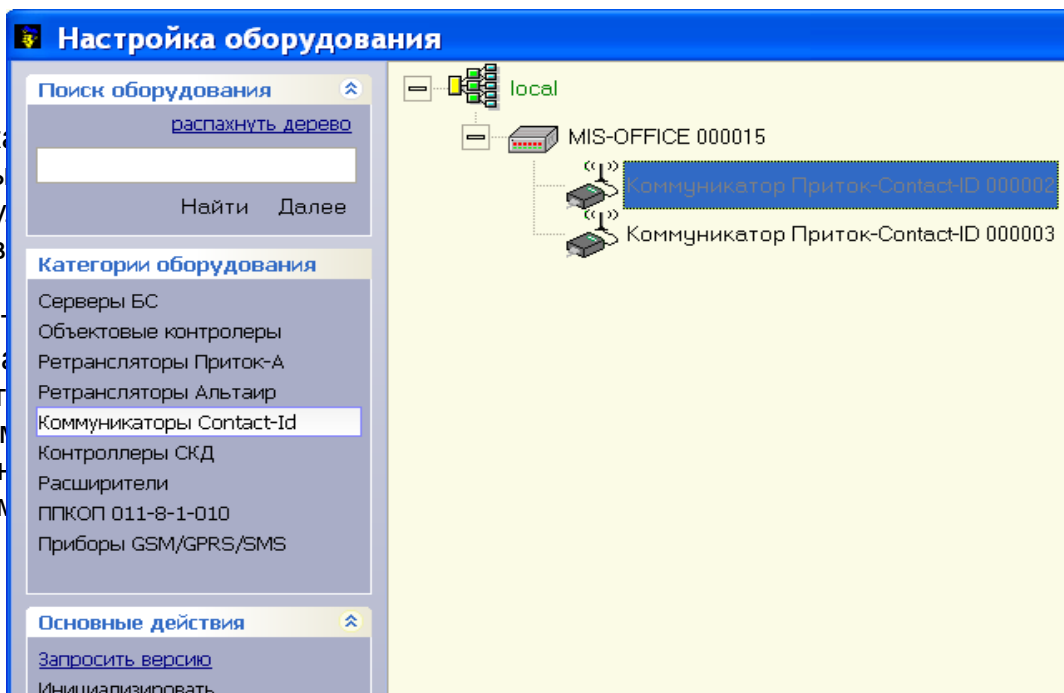 Настройка оборудования
Поиск оборудования
распахнуть дерево
Найти Далее
Категории оборудования
Серверы БС
Объектовые контролеры
Ретрансляторы Приток-А
Ретрансляторы Альтаир
Коммуникаторы Contact-Id
Контроллеры СКД
Расширители
ППКОП 011-8-1-010
Приборы GSM/GPRS/SMS
Основные действия
Запросить версию
Инициализировать
local
MIS-OFFICE 000015
Коммуникатор Приток-Contact-ID 000002
Коммуникатор Приток-Contact-ID 000003